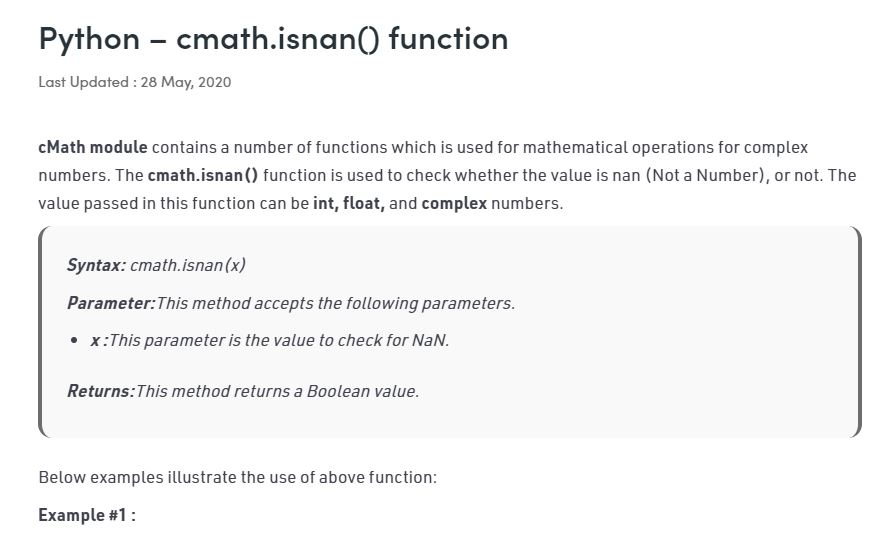 Python – cmath.isnan() function
Last Updated : 28 May, 2020
cMath module contains a number of functions which is used for mathematical operations for complex
numbers. The cmath.isnan() function is used to check whether the value is nan (Not a Number), or not. The
value passed in this function can be int, float, and complex numbers.
Syntax: cmath.isnan(x)
Parameter:This method accepts the following parameters.
• x :This parameter is the value to check for NaN.
Returns:This method returns a Boolean value.
Below examples illustrate the use of above function:
Example #1 :